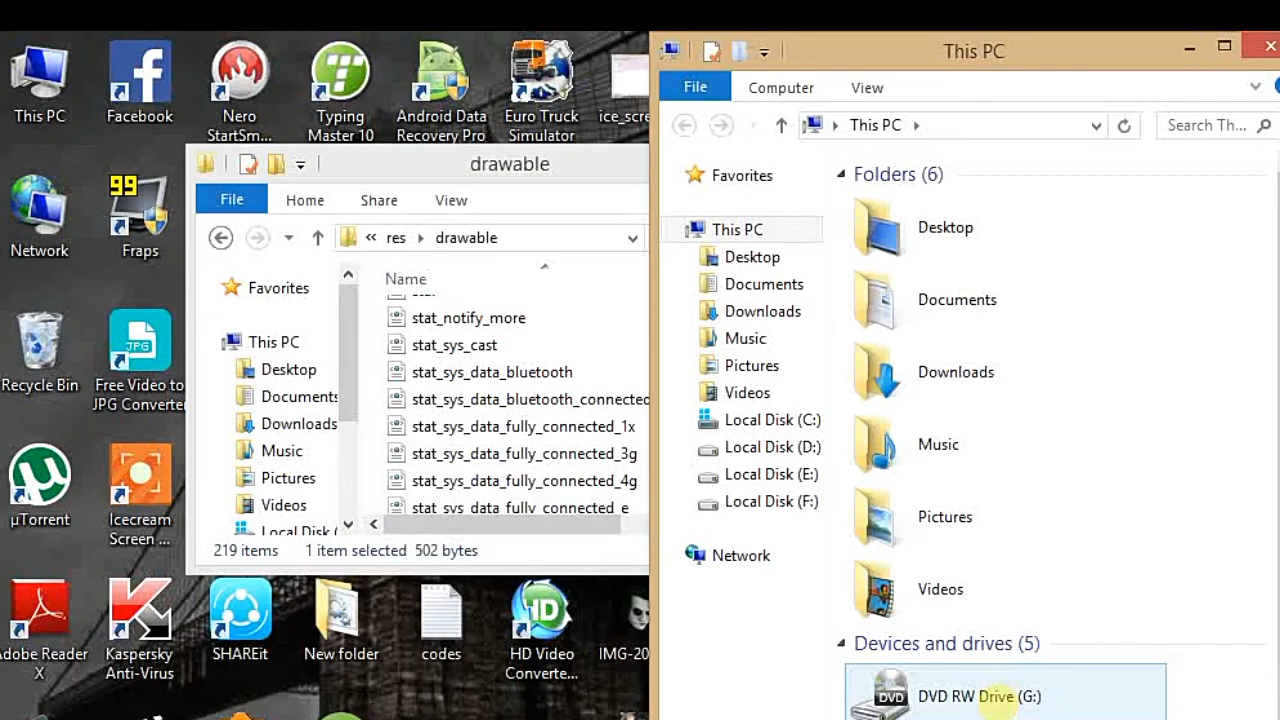 This PC
Facebook
Nero
StartSm...
Typing
Master 10
Android Data
Recovery Pro
Euro Truck
Simulator
ice_scre
Network
99
Fraps
Recycle Bin
JPG
Free Video to
JPG Converter
µTorrent
Icecream
Screen ...
Adobe Reader
X
Kaspersky
Anti-Virus
SHAREit
New folder
codes
HD
HD Video
Converte...
IMG-20
drawable
File
Home
Share
View
« res drawable
Name
Favorites
This PC
Desktop
Documents
Downloads
Music
Pictures
Videos
Local Disk (
stat_notify_more
stat_sys_cast
stat_sys_data_bluetooth
stat_sys_data_bluetooth_connected
stat_sys_data_fully_connected_1x
stat_sys_data_fully_connected_3g
stat_sys_data_fully_connected_4g
stat_sys_data_fully_connected_e
219 items 1 item selected 502 bytes
This PC
File
Computer
View
This PC
Search Th...
Favorites
This PC
Desktop
Documents
Downloads
Music
Pictures
Videos
Local Disk (C:)
Local Disk (D:)
Local Disk (E:)
Local Disk (F:)
Network
Folders (6)
Desktop
Documents
Downloads
Music
Pictures
Videos
Devices and drives (5)
DVD
DVD RW Drive (G:)